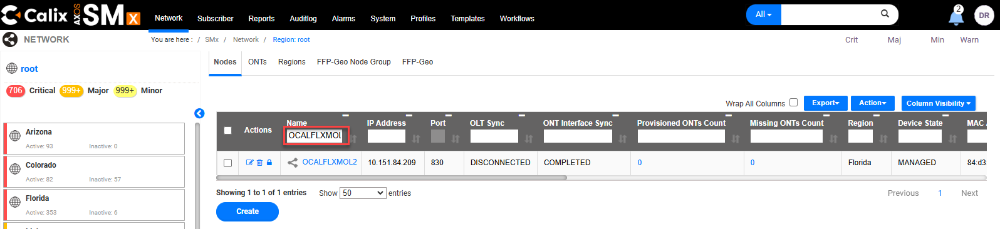 Calix AXOS SMx Network Subscriber Reports Auditlog Alarms System Profiles Templates Workflows All 2 DR
NETWORK You are here : / SMx / Network / Region: root Crit Maj Min Warn
root
706 Critical 999+ Major 999+ Minor
Arizona
Active: 93 Inactive: 0
Colorado
Active: 82 Inactive: 57
Florida
Active: 353 Inactive: 6
Nodes ONTs Regions FFP-Geo Node Group FFP-Geo
Wrap All Columns Export Action Column Visibility
Actions Name IP Address Port OLT Sync ONT Interface Sync Provisioned ONTs Count Missing ONTs Count Region Device State MAC
OCALFLXMOL
OCALFLXMOL2 10.151.84.209 830 DISCONNECTED COMPLETED 0 0 Florida MANAGED 84:d3
Showing 1 to 1 of 1 entries Show 50 entries Previous 1 Next
Create